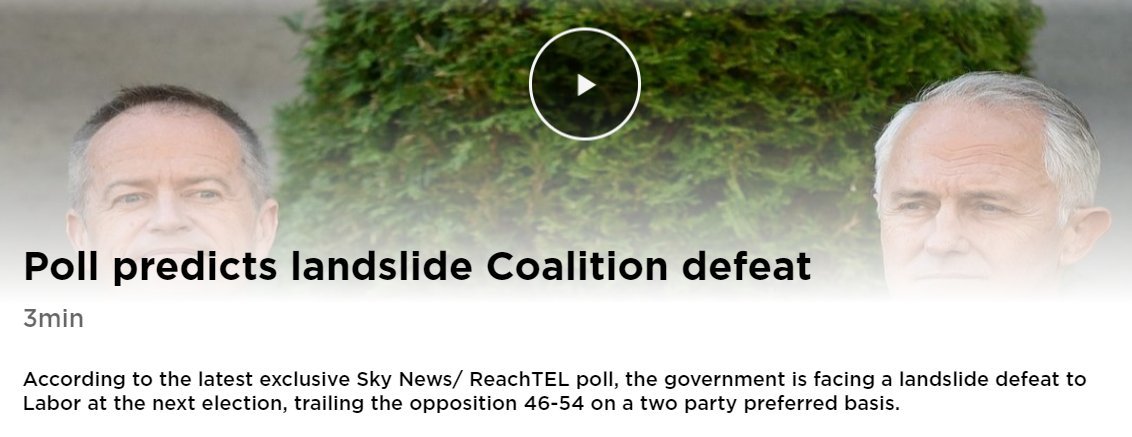 Poll predicts landslide Coalition defeat
3min
According to the latest exclusive Sky News/ ReachTEL poll, the government is facing a landslide defeat to
Labor at the next election, trailing the opposition 46-54 on a two party preferred basis.